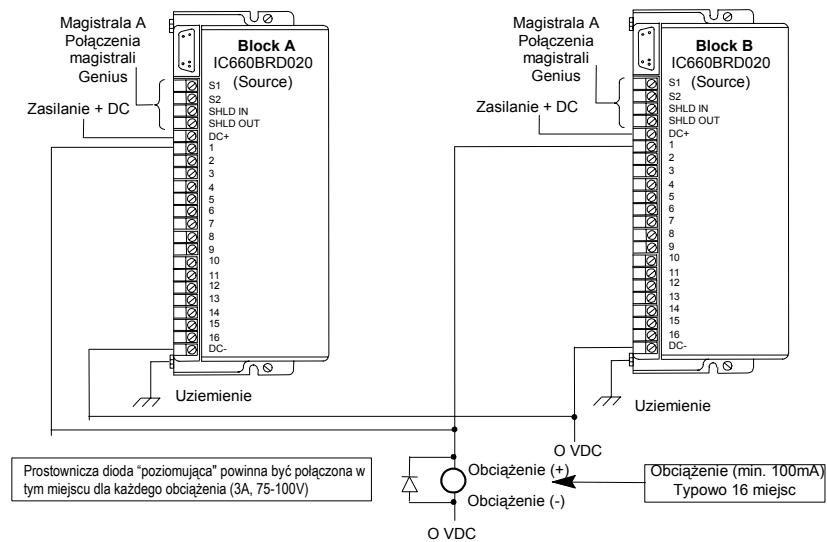 Magistrala A
Połączenia
magistrali
Genius
Zasilanie + DC
Block A
IC660BRD020
(Source)
S1
S2
SHLD IN
SHLD OUT
DC+
1
2
3
4
5
6
7
8
9
10
11
12
13
14
15
16
DC-
Uziemienie
Magistrala A
Połączenia
magistrali
Genius
Zasilanie + DC
Block B
IC660BRD020
(Source)
S1
S2
SHLD IN
SHLD OUT
DC+
1
2
3
4
5
6
7
8
9
10
11
12
13
14
15
16
DC-
Uziemienie
O VDC
Prostownicza dioda “poziomująca" powinna być połączona w
tym miejscu dla każdego obciążenia (3A, 75-100V)
Obciążenie (+)
Obciążenie (-)
O VDC
Obciążenie (min. 100mA)
Typowo 16 miejsc